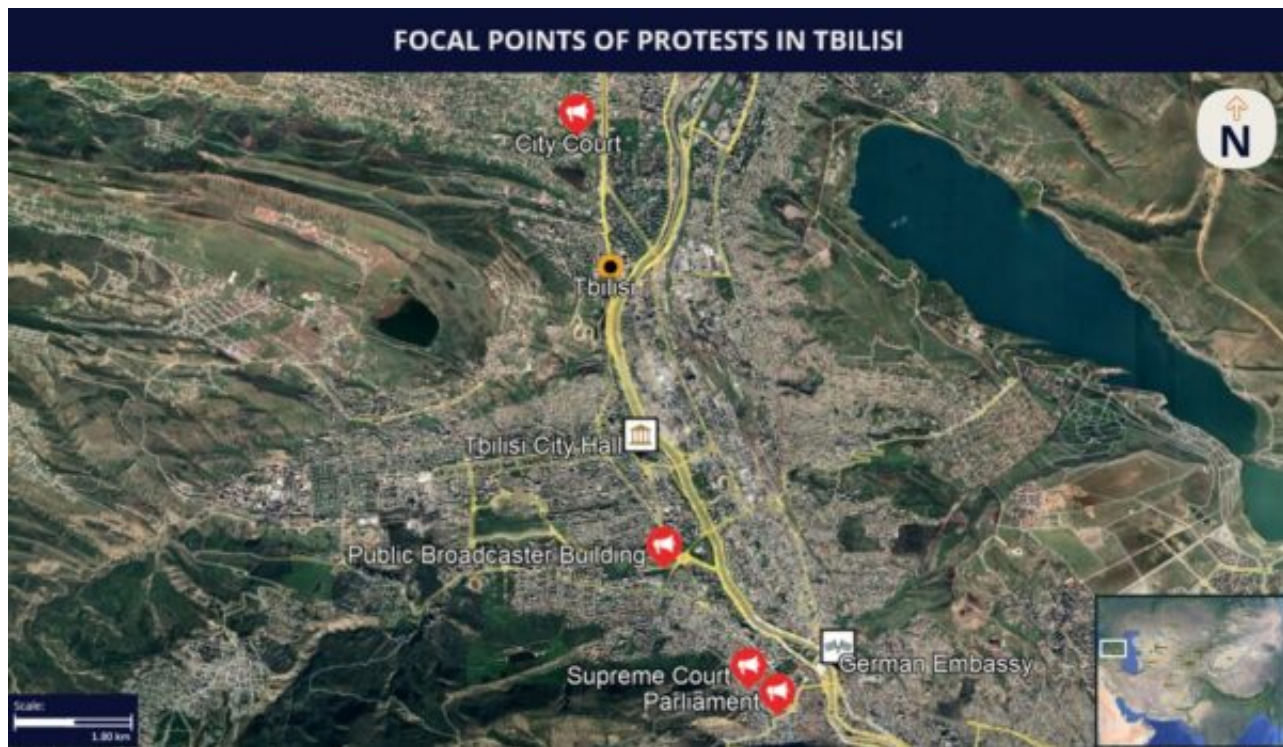 FOCAL POINTS OF PROTESTS IN TBILISI
N
City Court
Tbilisi
Tbilisi City Hall
Public Broadcaster Building
German Embassy
Supreme Court
Parliament
Scale:
1.80 km